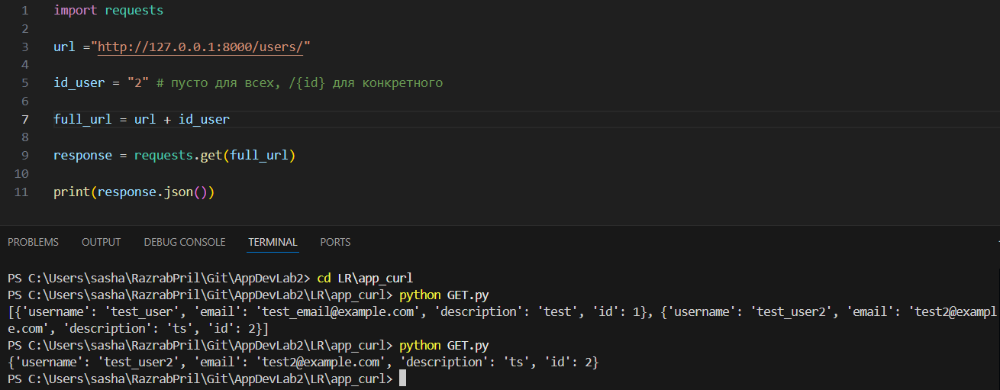 1 import requests
2
3 url ="http://127.0.0.1:8000/users/"
4
5 id_user = "2" # пусто для всех, /{id} для конкретного
6
7 full_url = url + id_user
8
9 response = requests.get(full_url)
10
11 print(response.json())
PROBLEMS OUTPUT DEBUG CONSOLE TERMINAL PORTS
PS C:\Users\sasha\RazrabPril\Git\AppDevLab2> cd LR\app_curl
PS C:\Users\sasha\RazrabPril\Git\AppDevLab2\LR\app_curl> python GET.py
[{'username': 'test_user', 'email': 'test_email@example.com', 'description': 'test', 'id': 1}, {'username': 'test_user2', 'email': 'test2@exampl
e.com', 'description': 'ts', 'id': 2}]
PS C:\Users\sasha\RazrabPril\Git\AppDevLab2\LR\app_curl> python GET.py
{'username': 'test_user2', 'email': 'test2@example.com', 'description': 'ts', 'id': 2}
PS C:\Users\sasha\RazrabPril\Git\AppDevLab2\LR\app_curl>